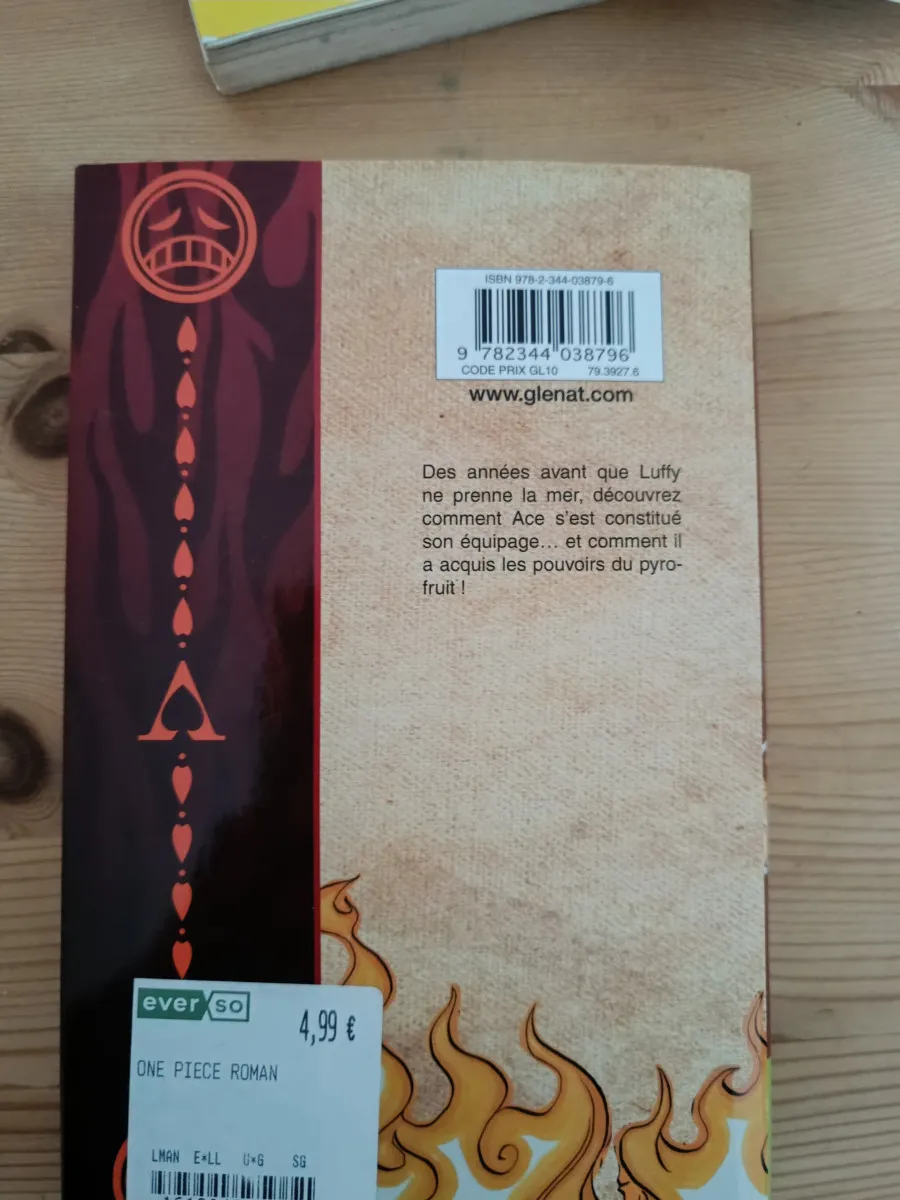 ISBN 978-2-344-03879-6
9 782344 038796
CODE PRIX GL10 79.3927.6
www.glenat.com
Des années avant que Luffy
ne prenne la mer, découvrez
comment Ace s'est constitué
son équipage... et comment il
a acquis les pouvoirs du pyro-
fruit !
A
ever so
4,99 €
ONE PIECE ROMAN
LMAN E*LL U*G SG